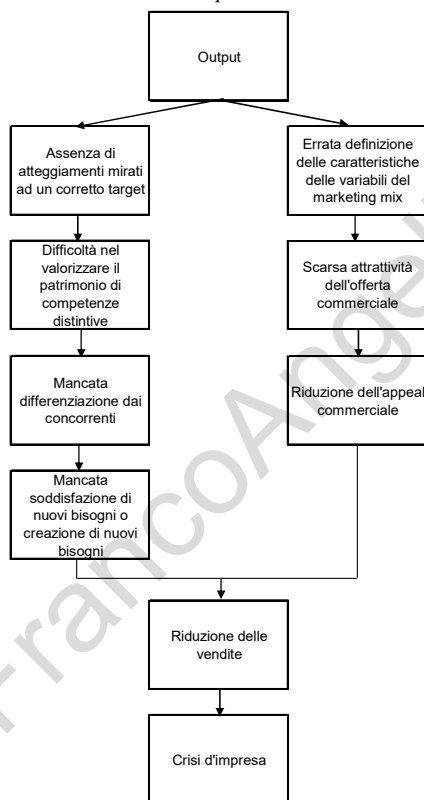 Output
Assenza di
atteggiamenti mirati
ad un corretto target
Errata definizione
delle caratteristiche
delle variabili del
marketing mix
Difficoltà nel
valorizzare il
patrimonio di
competenze
distintive
Scarsa attrattività
dell'offerta
commerciale
Mancata
differenziazione dai
concorrenti
Riduzione dell'appeal
commerciale
Mancata
soddisfazione di
nuovi bisogni o
creazione di nuovi
bisogni
Riduzione delle
vendite
Crisi d'impresa
FrancoAngeli